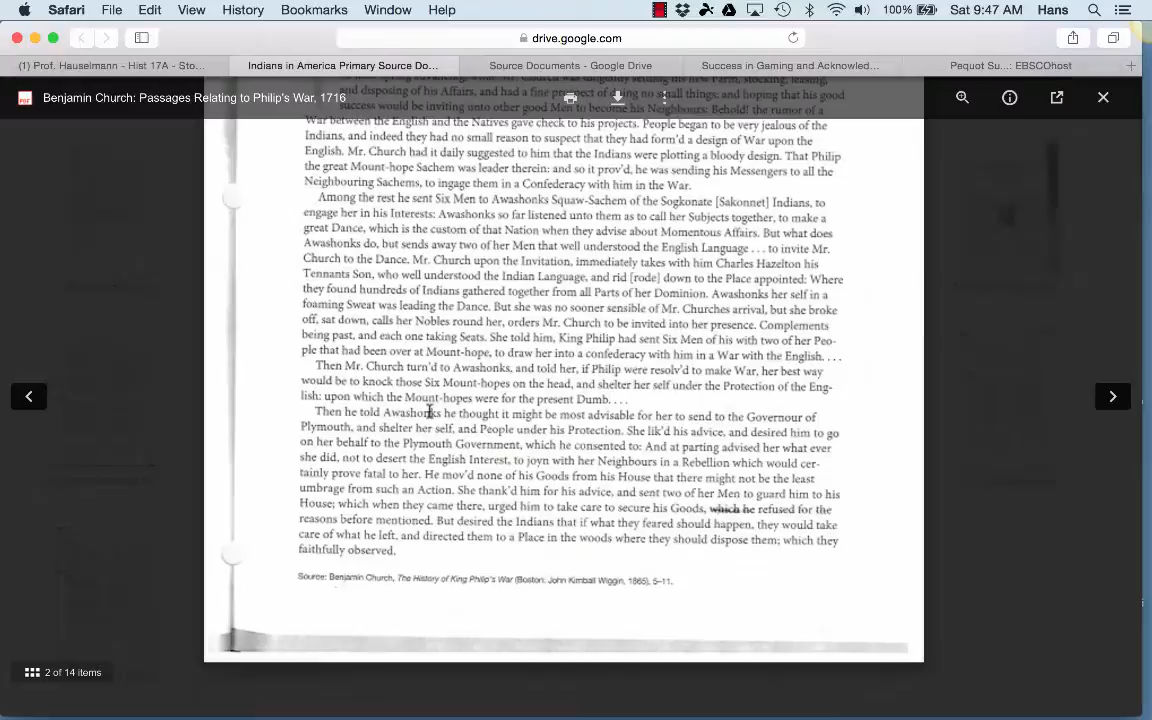 Safari File Edit View History Bookmarks Window Help 100% Sat 9:47 AM Hans
drive.google.com
(1) Prof. Hauselmann - Hist 17A - Sto... Indians in America Primary Source Do... Source Documents - Google Drive Success in Gaming and Acknowled... Pequot Su...: EBSCOhost
Benjamin Church: Passages Relating to Philip's War, 1716
and disposing of his Affairs, and had a fine prospect of doing no small things; and hoping that his good
success would be inviting unto other good Men to become his Neighbours: Behold! the rumor of a
War between the English and the Natives gave check to his projects. People began to be very jealous of the
Indians, and indeed they had no small reason to suspect that they had form'd a design of War upon the
English. Mr. Church had it daily suggested to him that the Indians were plotting a bloody design. That Philip
the great Mount-hope Sachem was leader therein: and so it prov'd, he was sending his Messengers to all the
Neighbouring Sachems, to ingage them in a Confederacy with him in the War.
Among the rest he sent Six Men to Awashonks Squaw-Sachem of the Sogkonate [Sakonnet] Indians, to
engage her in his Interests: Awashonks so far listened unto them as to call her Subjects together, to make a
great Dance, which is the custom of that Nation when they advise about Momentous Affairs. But what does
Awashonks do, but sends away two of her Men that well understood the English Language . . . to invite Mr.
Church to the Dance. Mr. Church upon the Invitation, immediately takes with him Charles Hazelton his
Tennants Son, who well understood the Indian Language, and rid [rode] down to the Place appointed: Where
they found hundreds of Indians gathered together from all Parts of her Dominion. Awashonks her self in a
foaming Sweat was leading the Dance. But she was no sooner sensible of Mr. Churches arrival, but she broke
off, sat down, calls her Nobles round her, orders Mr. Church to be invited into her presence. Complements
being past, and each one taking Seats. She told him, King Philip had sent Six Men of his with two of her Peo-
ple that had been over at Mount-hope, to draw her into a confederacy with him in a War with the English. . . .
Then Mr. Church turn'd to Awashonks, and told her, if Philip were resolv'd to make War, her best way
would be to knock those Six Mount-hopes on the head, and shelter her self under the Protection of the Eng-
lish: upon which the Mount-hopes were for the present Dumb. . . .
Then he told Awashonks he thought it might be most advisable for her to send to the Governour of
Plymouth, and shelter her self, and People under his Protection. She lik'd his advice, and desired him to go
on her behalf to the Plymouth Government, which he consented to: And at parting advised her what ever
she did, not to desert the English Interest, to joyn with her Neighbours in a Rebellion which would cer-
tainly prove fatal to her. He mov'd none of his Goods from his House that there might not be the least
umbrage from such an Action. She thank'd him for his advice, and sent two of her Men to guard him to his
House; which when they came there, urged him to take care to secure his Goods, which he refused for the
reasons before mentioned. But desired the Indians that if what they feared should happen, they would take
care of what he left, and directed them to a Place in the woods where they should dispose them; which they
faithfully observed.
Source: Benjamin Church, The History of King Philip's War (Boston: John Kimball Wiggin, 1865), 5–11.
2 of 14 items